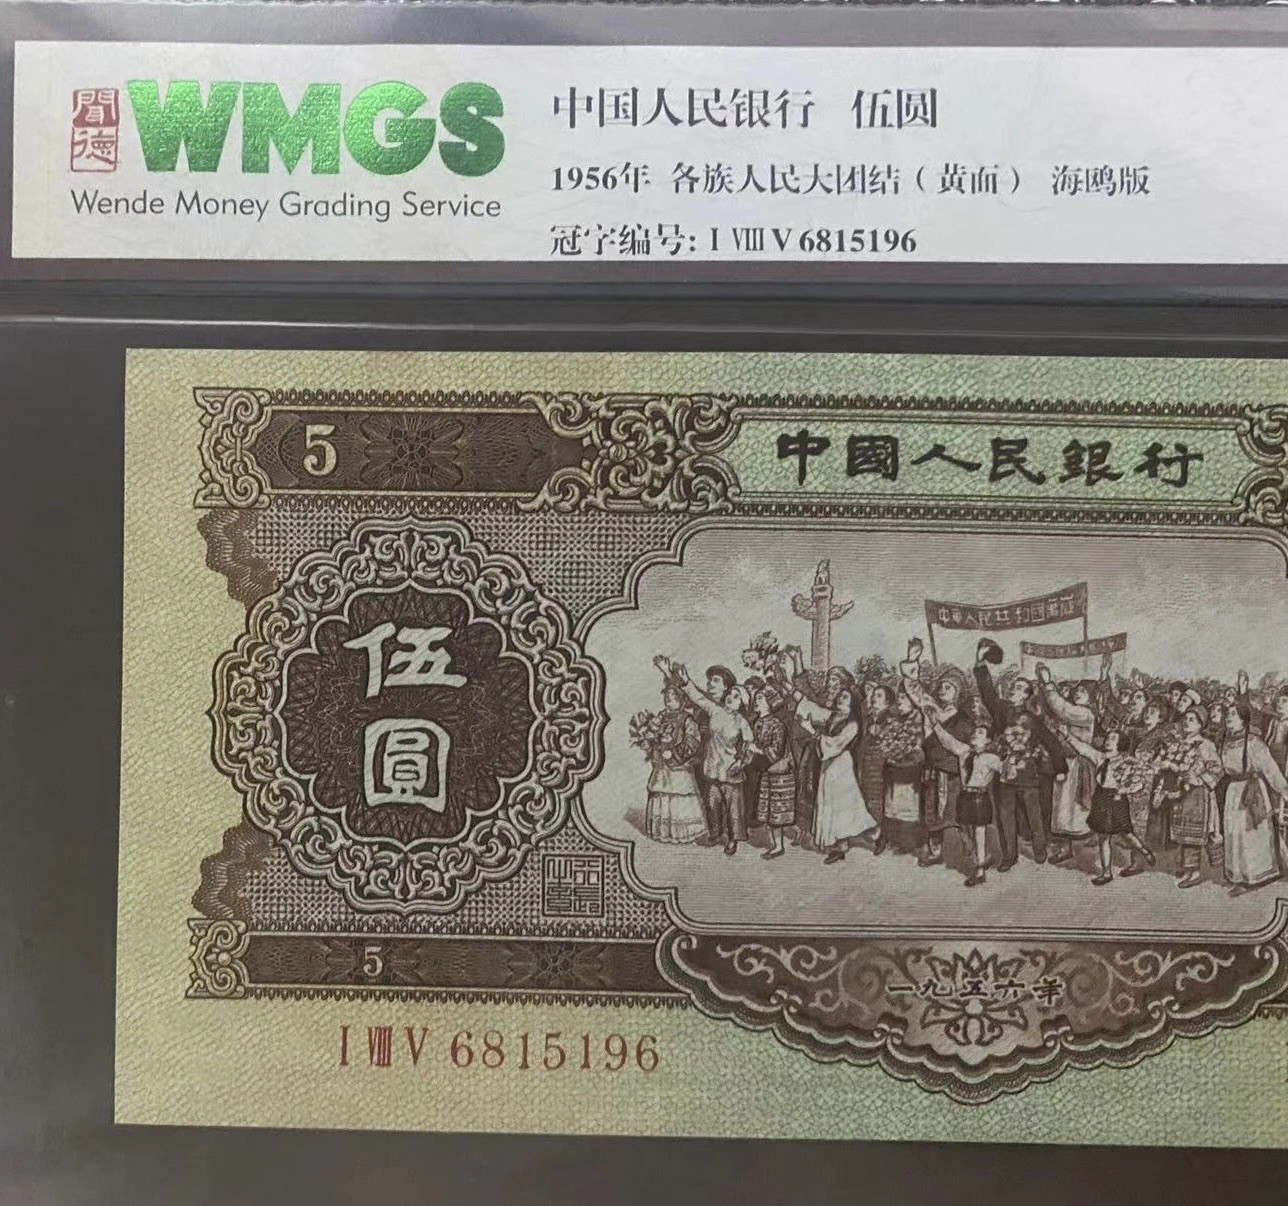 聞德
WMGS
Wende Money Grading Service
中国人民银行 伍圆
1956年 各族人民大团结（黄面） 海鸥版
冠字编号: I VIII V 6815196
5
中國人民銀行
伍
圓
5
一九五六年
I VIII V 6815196